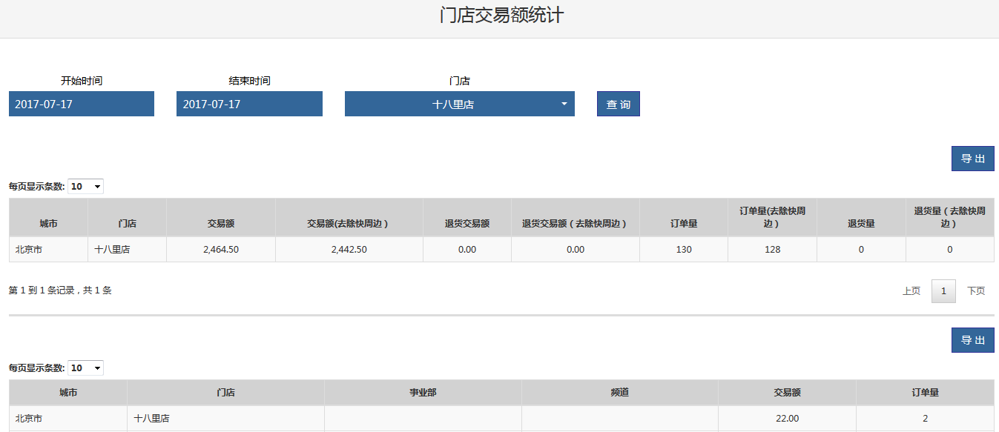 门店交易额统计
开始时间 结束时间 门店
2017-07-17 2017-07-17 十八里店 查 询
导 出
每页显示条数: 10
城市 门店 交易额 交易额(去除快周边） 退货交易额 退货交易额（去除快周边） 订单量 订单量(去除快周边） 退货量 退货量（去除快周边）
北京市 十八里店 2,464.50 2,442.50 0.00 0.00 130 128 0 0
第 1 到 1 条记录，共 1 条 上页 1 下页
导 出
每页显示条数: 10
城市 门店 事业部 频道 交易额 订单量
北京市 十八里店 22.00 2